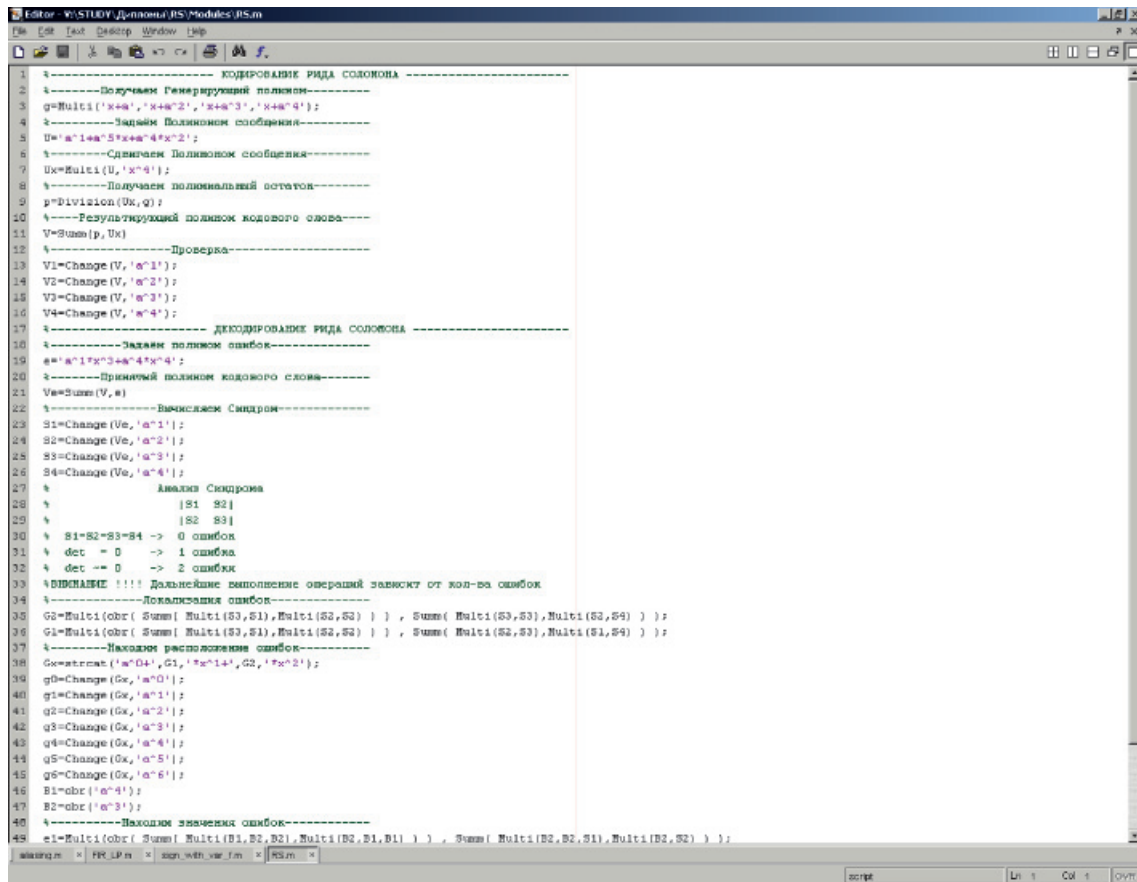 Editor - V:\STUDY\Дипломы\RS\Modules\RS.m
File Edit Text Desktop Window Help
1 %----------------------- КОДИРОВАНИЕ РИДА СОЛОМОНА -----------------------
2 %-------Получаем Генерирующий полином----------
3 g=Multi('x+a','x+a^2','x+a^3','x+a^4');
4 %---------Задаём Полиномом сообщения----------
5 U='a^1+a^5*x+a^4*x^2';
6 %--------Сдвигаем Полиномом сообщения---------
7 Ux=Multi(U,'x^4');
8 %--------Получаем полимиальный остаток--------
9 p=Division(Ux,g);
10 %----Результирующий полином кодового слова----
11 V=Summ(p,Ux)
12 %-----------------Проверка--------------------
13 V1=Change(V,'a^1');
14 V2=Change(V,'a^2');
15 V3=Change(V,'a^3');
16 V4=Change(V,'a^4');
17 %---------------------- ДЕКОДИРОВАНИЕ РИДА СОЛОМОНА ----------------------
18 %----------Задаём полином ошибок--------------
19 e='a^1*x^3+a^4*x^4';
20 %-------Принятый полином кодового слова-------
21 Ve=Summ(V,e)
22 %---------------Вычисляем Синдром-------------
23 S1=Change(Ve,'a^1');
24 S2=Change(Ve,'a^2');
25 S3=Change(Ve,'a^3');
26 S4=Change(Ve,'a^4');
27 % Анализ Синдрома
28 % |S1 S2|
29 % |S2 S3|
30 % S1=S2=S3=S4 -> 0 ошибок
31 % det = 0 -> 1 ошибка
32 % det ~= 0 -> 2 ошибки
33 %ВНИМАНИЕ !!!! Дальнейшие выполнение операций зависит от кол-ва ошибок
34 %-------------Локализация ошибок--------------
35 G2=Multi(obr( Summ( Multi(S3,S1),Multi(S2,S2) ) ) , Summ( Multi(S3,S3),Multi(S2,S4) ) );
36 G1=Multi(obr( Summ( Multi(S3,S1),Multi(S2,S2) ) ) , Summ( Multi(S2,S3),Multi(S1,S4) ) );
37 %--------Находим расположение ошибок----------
38 Gx=strcat('a^0+',G1,'*x^1+',G2,'*x^2');
39 g0=Change(Gx,'a^0');
40 g1=Change(Gx,'a^1');
41 g2=Change(Gx,'a^2');
42 g3=Change(Gx,'a^3');
43 g4=Change(Gx,'a^4');
44 g5=Change(Gx,'a^5');
45 g6=Change(Gx,'a^6');
46 B1=obr('a^4');
47 B2=obr('a^3');
48 %----------Находим значения ошибок------------
49 e1=Multi(obr( Summ( Multi(B1,B2,B2),Multi(B2,B1,B1) ) ) , Summ( Multi(B2,B2,S1),Multi(B2,S2) ) );
aliasing.m FIR_LP.m sign_with_var_f.m RS.m
script Ln 1 Col 1 OVR